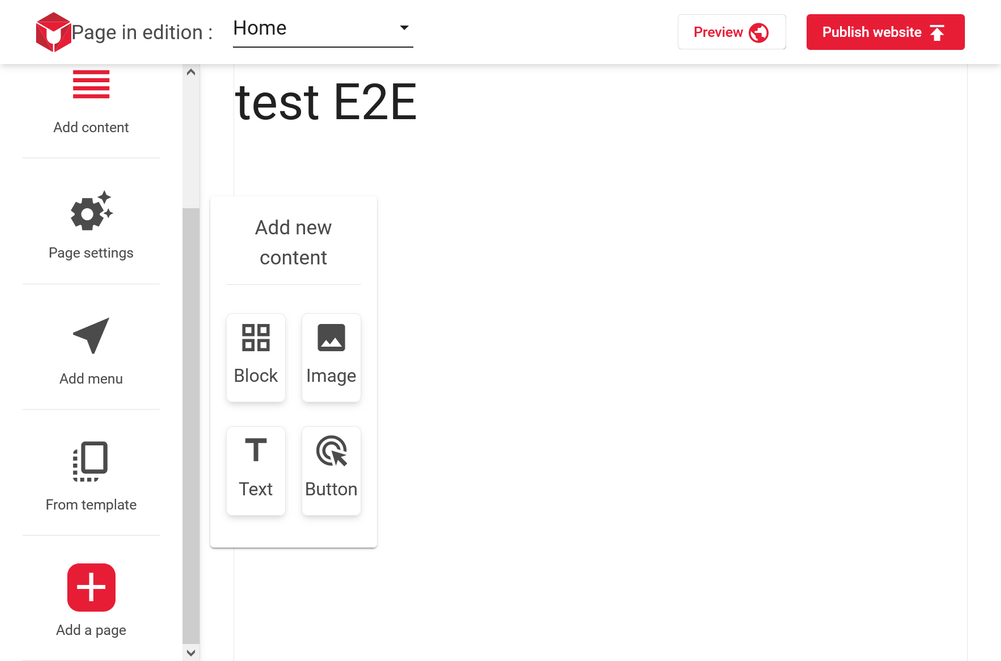 Page in edition :
Home
Preview
Publish website
Add content
Page settings
Add menu
From template
Add a page
test E2E
Add new
content
Block
Image
Text
Button